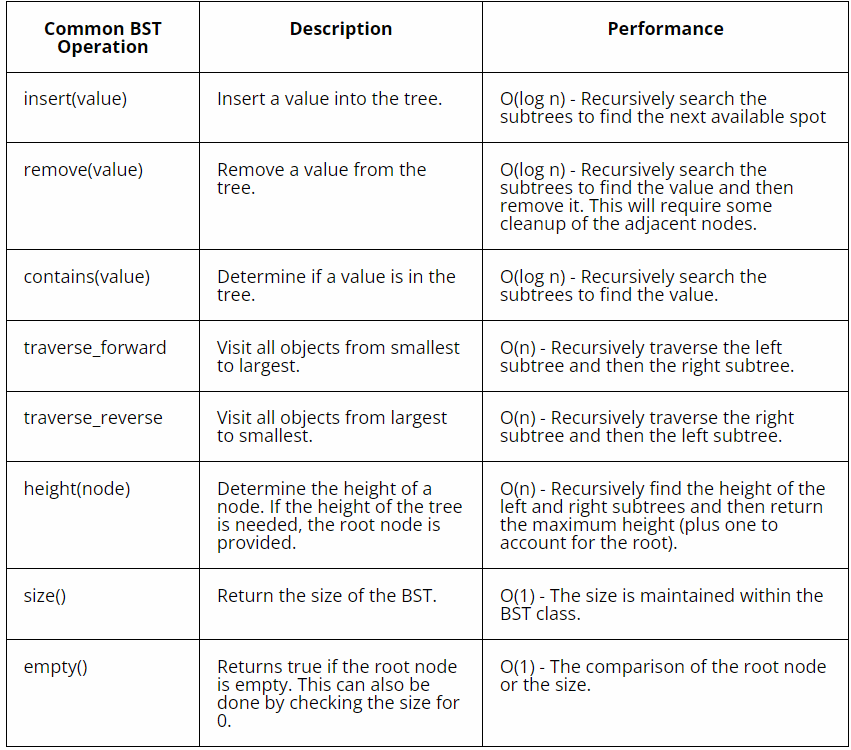 Common BST
Operation
Description
Performance
insert(value)
Insert a value into the tree.
O(log n) - Recursively search the
subtrees to find the next available spot
remove(value)
Remove a value from the
tree.
O(log n) - Recursively search the
subtrees to find the value and then
remove it. This will require some
cleanup of the adjacent nodes.
contains(value)
Determine if a value is in the
tree.
O(log n) - Recursively search the
subtrees to find the value.
traverse_forward
Visit all objects from smallest
to largest.
O(n) - Recursively traverse the left
subtree and then the right subtree.
traverse_reverse
Visit all objects from largest
to smallest.
O(n) - Recursively traverse the right
subtree and then the left subtree.
height(node)
Determine the height of a
node. If the height of the tree
is needed, the root node is
provided.
O(n) - Recursively find the height of the
left and right subtrees and then return
the maximum height (plus one to
account for the root).
size()
Return the size of the BST.
O(1) - The size is maintained within the
BST class.
empty()
Returns true if the root node
is empty. This can also be
done by checking the size for
0.
O(1) - The comparison of the root node
or the size.